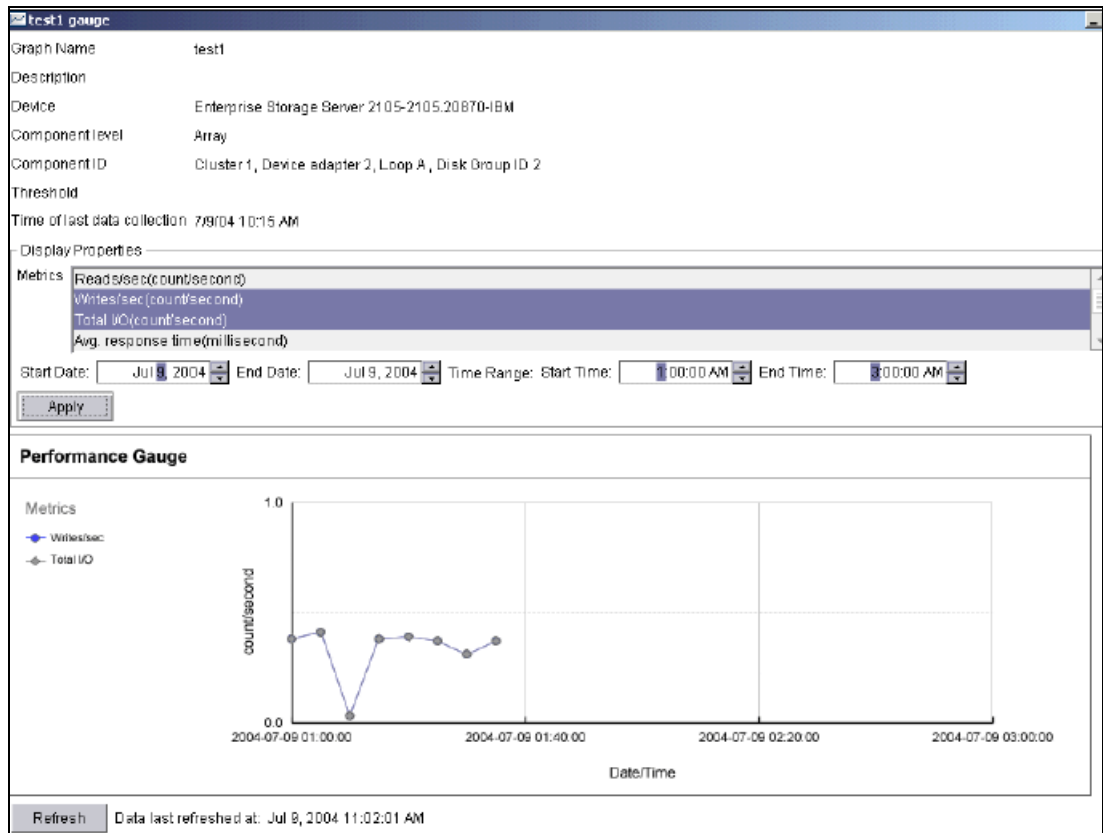 test1 gauge
Graph Name test1
Description
Device Enterprise Storage Server 2105-2105.20870-IBM
Component level Array
Component ID Cluster 1, Device adapter 2, Loop A, Disk Group ID 2
Threshold
Time of last data collection 7/9/04 10:15 AM
Display Properties
Metrics Reads/sec(count/second)
Writes/sec(count/second)
Total I/O(count/second)
Avg. response time(millisecond)
Start Date: Jul 9, 2004 End Date: Jul 9, 2004 Time Range: Start Time: 1:00:00 AM End Time: 3:00:00 AM
Apply
Performance Gauge
Metrics
Writes/sec
Total I/O
1.0
count/second
0.0
2004-07-09 01:00:00 2004-07-09 01:40:00 2004-07-09 02:20:00 2004-07-09 03:00:00
Date/Time
Refresh Data last refreshed at: Jul 9, 2004 11:02:01 AM